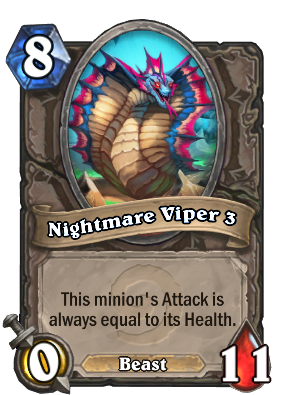 8
Nightmare Viper 3
This minion's Attack is
always equal to its Health.
0
Beast
11